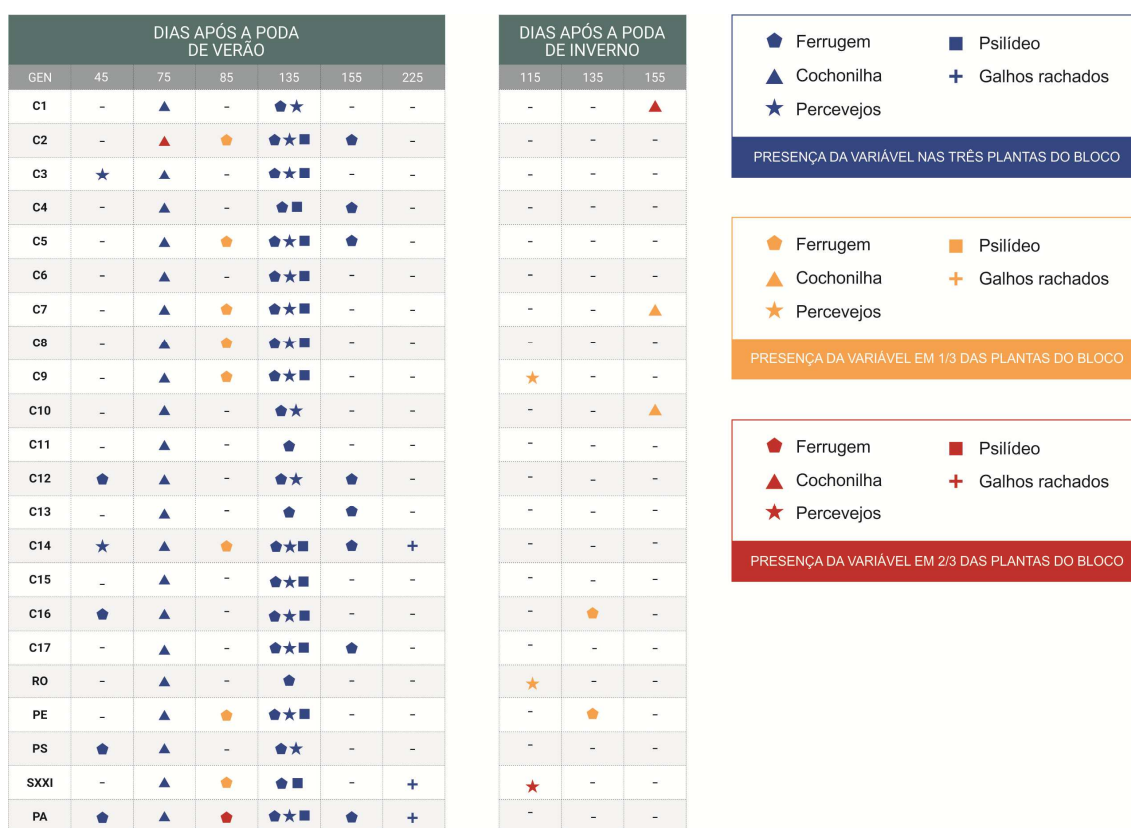 DIAS APÓS A PODA
DE VERÃO
GEN 45 75 85 135 155 225
C1 - - - -
C2 - -
C3 - - -
C4 - - -
C5 - -
C6 - - - -
C7 - - -
C8 - - -
C9 - - -
C10 - - - -
C11 - - - -
C12 - -
C13 - - -
C14
C15 - - - -
C16 - - -
C17 - - -
RO - - - -
PE - - -
PS - - -
SXXI - -
PA
DIAS APÓS A PODA
DE INVERNO
115 135 155
- -
- - -
- - -
- - -
- - -
- - -
- -
- - -
- -
- -
- - -
- - -
- - -
- - -
- - -
- -
- - -
- -
- -
- - -
- -
- - -
Ferrugem Psilídeo
Cochonilha Galhos rachados
Percevejos
PRESENÇA DA VARIÁVEL NAS TRÊS PLANTAS DO BLOCO
Ferrugem Psilídeo
Cochonilha Galhos rachados
Percevejos
PRESENÇA DA VARIÁVEL EM 1/3 DAS PLANTAS DO BLOCO
Ferrugem Psilídeo
Cochonilha Galhos rachados
Percevejos
PRESENÇA DA VARIÁVEL EM 2/3 DAS PLANTAS DO BLOCO